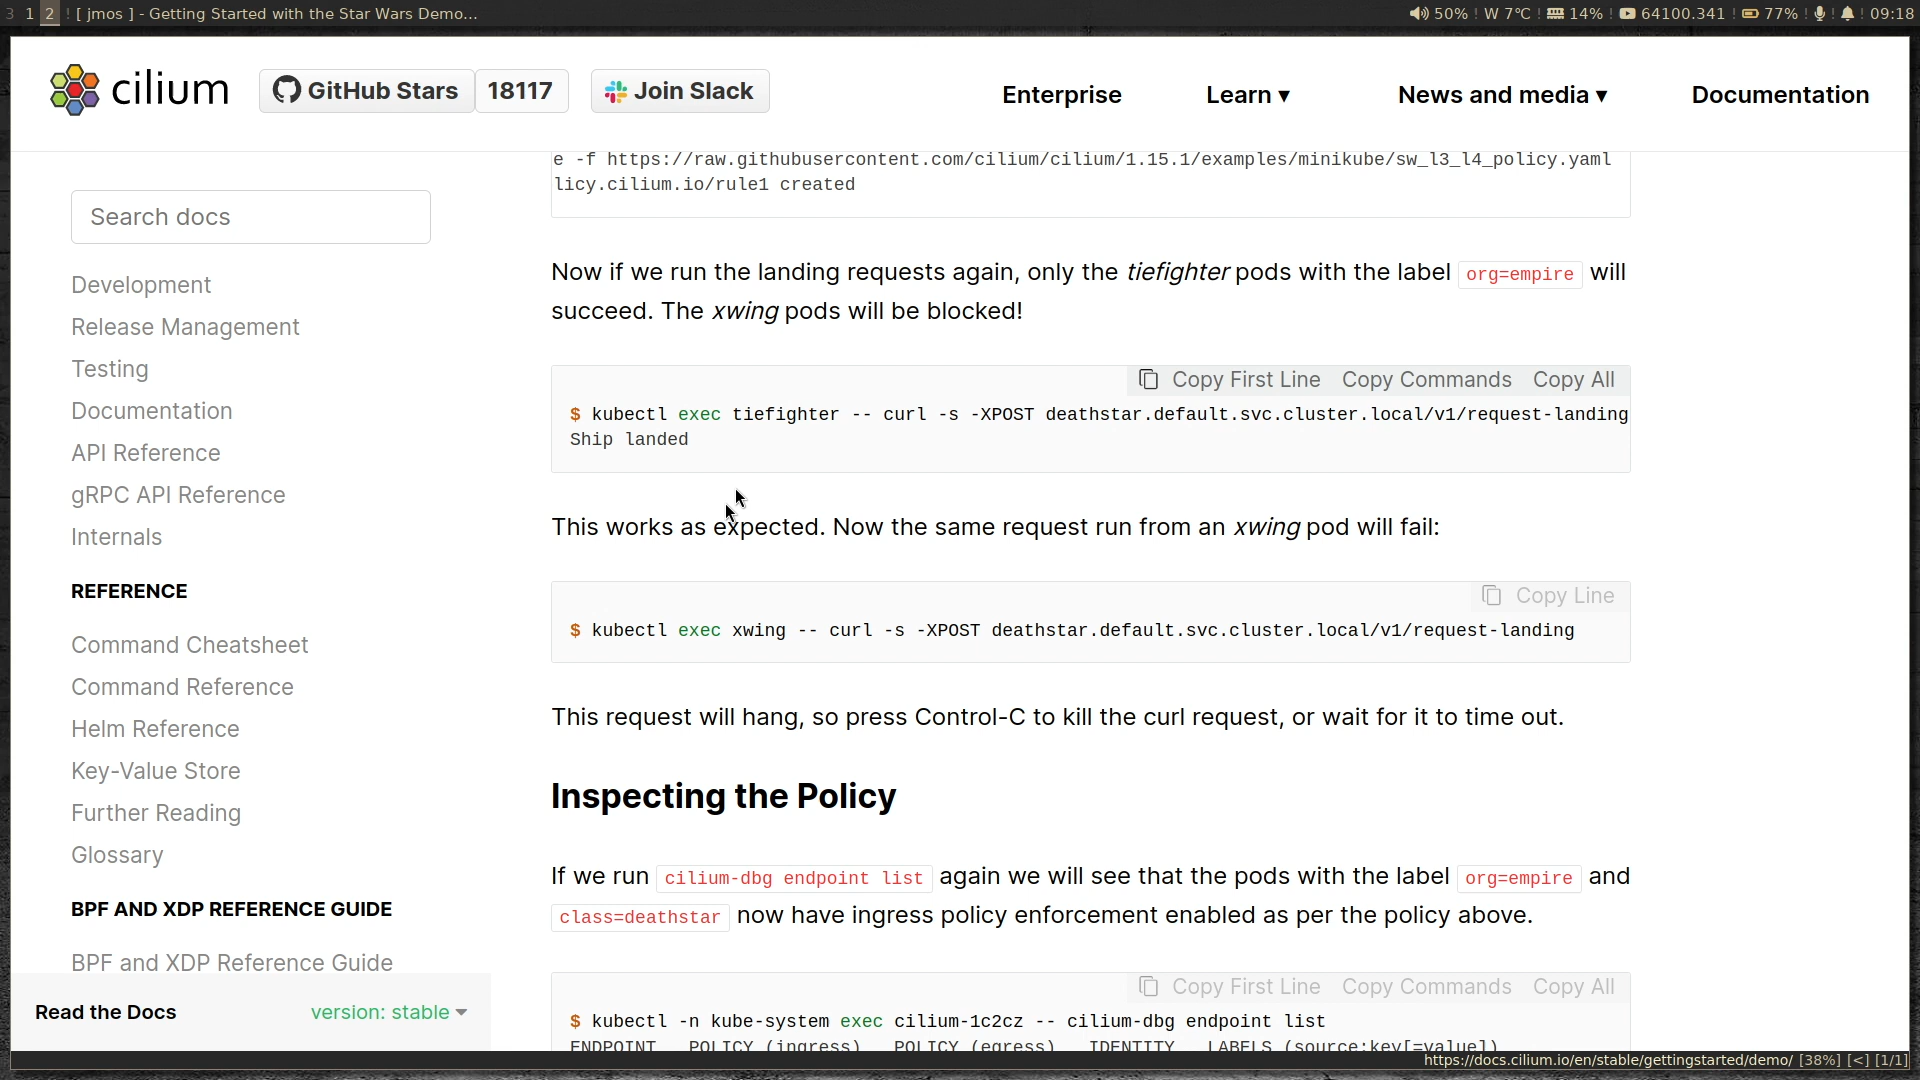 3 1 2 [ jmos ] - Getting Started with the Star Wars Demo... 50% W 7°C 14% 64100.341 77% 09:18
cilium GitHub Stars 18117 Join Slack Enterprise Learn ▾ News and media ▾ Documentation
Search docs
Development
Release Management
Testing
Documentation
API Reference
gRPC API Reference
Internals
REFERENCE
Command Cheatsheet
Command Reference
Helm Reference
Key-Value Store
Further Reading
Glossary
BPF AND XDP REFERENCE GUIDE
BPF and XDP Reference Guide
Read the Docs version: stable
e -f https://raw.githubusercontent.com/cilium/cilium/1.15.1/examples/minikube/sw_l3_l4_policy.yaml
licy.cilium.io/rule1 created
Now if we run the landing requests again, only the tiefighter pods with the label org=empire will
succeed. The xwing pods will be blocked!
Copy First Line Copy Commands Copy All
$ kubectl exec tiefighter -- curl -s -XPOST deathstar.default.svc.cluster.local/v1/request-landing
Ship landed
This works as expected. Now the same request run from an xwing pod will fail:
Copy Line
$ kubectl exec xwing -- curl -s -XPOST deathstar.default.svc.cluster.local/v1/request-landing
This request will hang, so press Control-C to kill the curl request, or wait for it to time out.
Inspecting the Policy
If we run cilium-dbg endpoint list again we will see that the pods with the label org=empire and
class=deathstar now have ingress policy enforcement enabled as per the policy above.
Copy First Line Copy Commands Copy All
$ kubectl -n kube-system exec cilium-1c2cz -- cilium-dbg endpoint list
ENDPOINT POLICY (ingress) POLICY (egress) IDENTITY LABELS (source:key[=value])
https://docs.cilium.io/en/stable/gettingstarted/demo/ [38%] [<] [1/1]